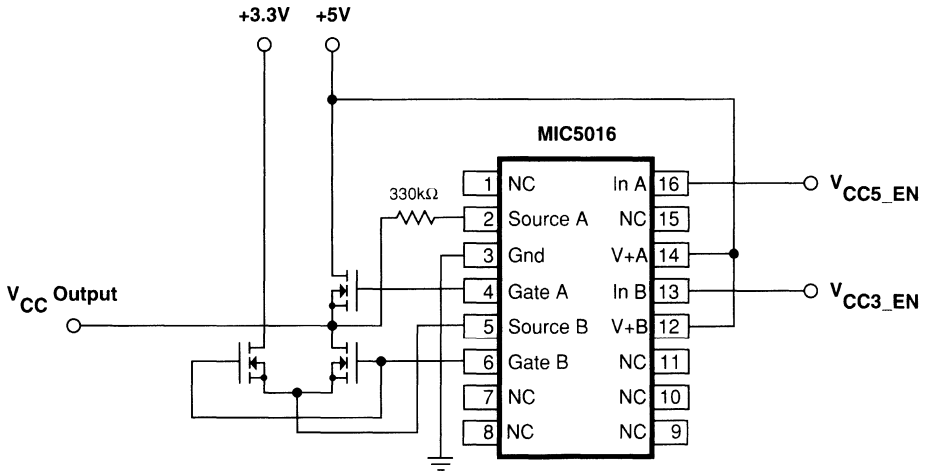 +3.3V +5V
MIC5016
1 NC In A 16
330kΩ
2 Source A NC 15
3 Gnd V+A 14
4 Gate A In B 13
5 Source B V+B 12
6 Gate B NC 11
7 NC NC 10
8 NC NC 9
VCC5_EN
VCC3_EN
VCC Output